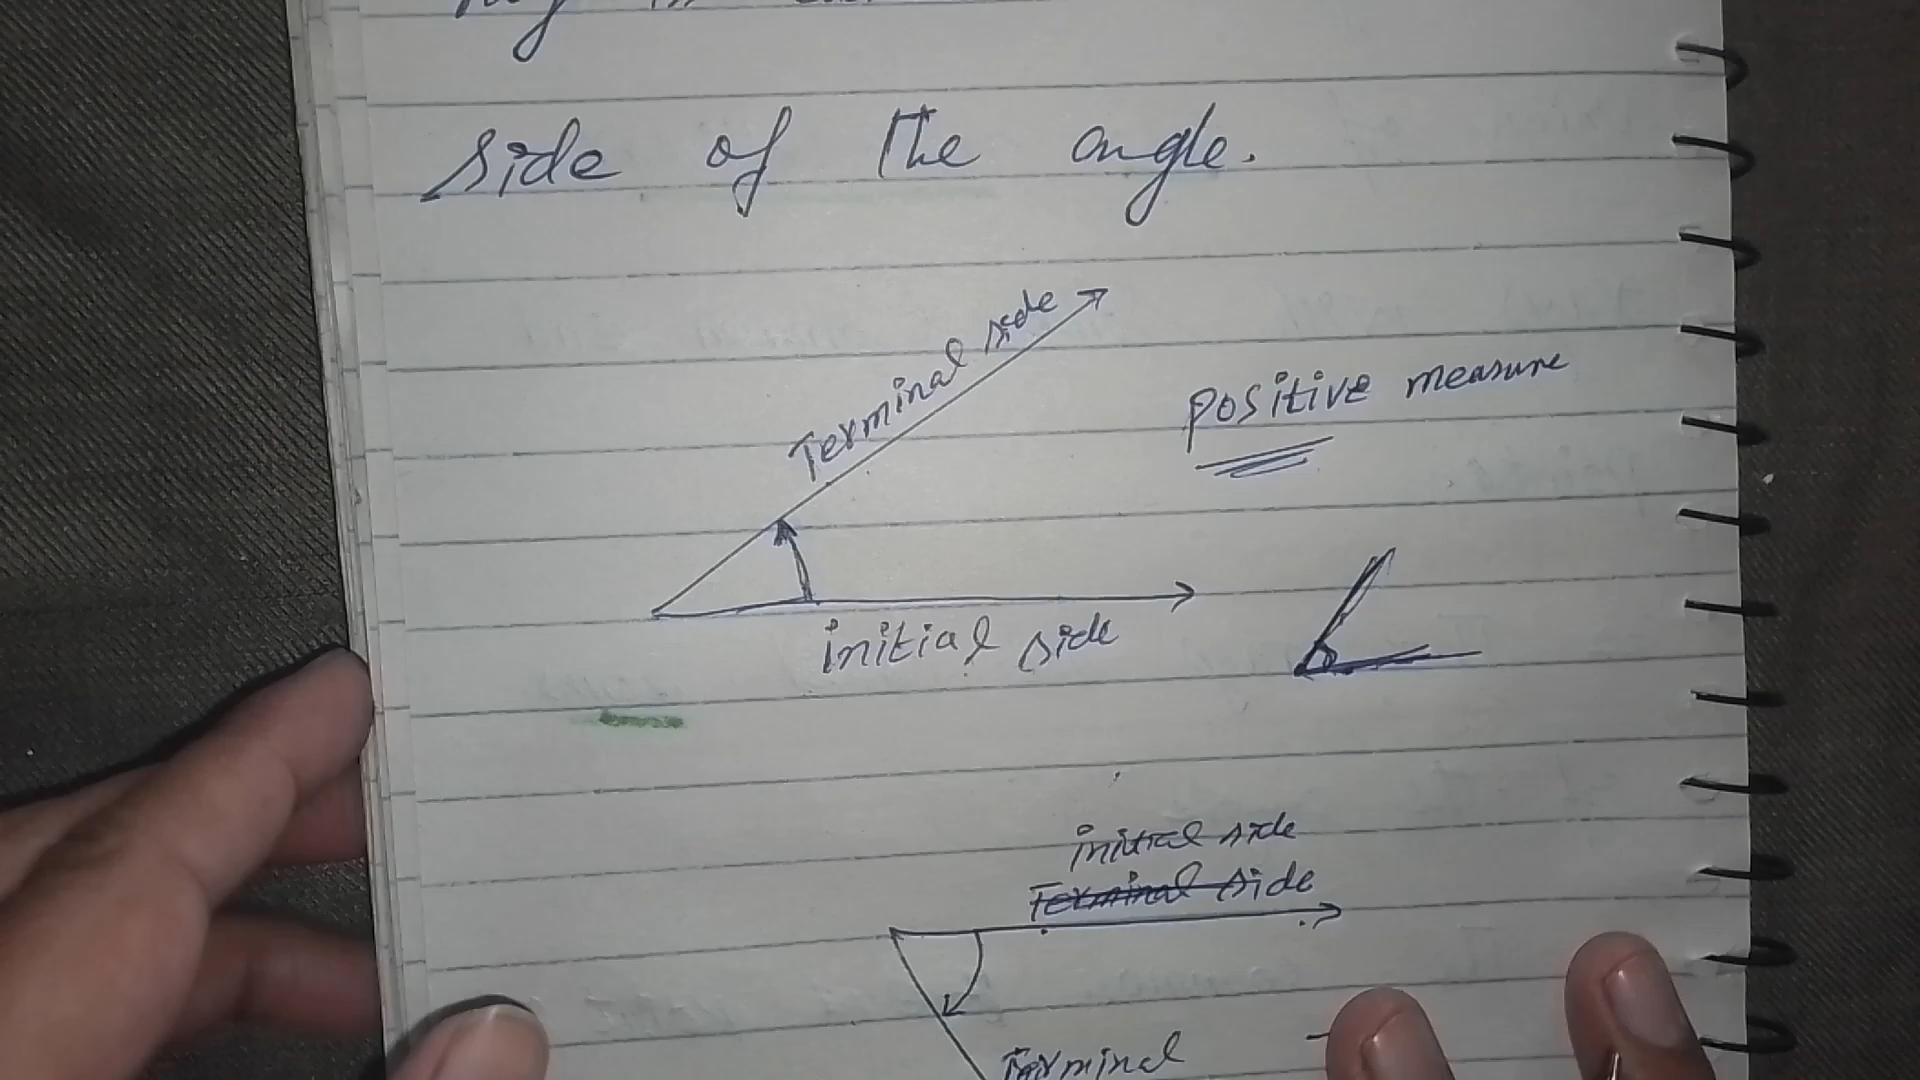 side of the angle.
Terminal side
positive measure
initial side
initial side
Terminal side
Terminal